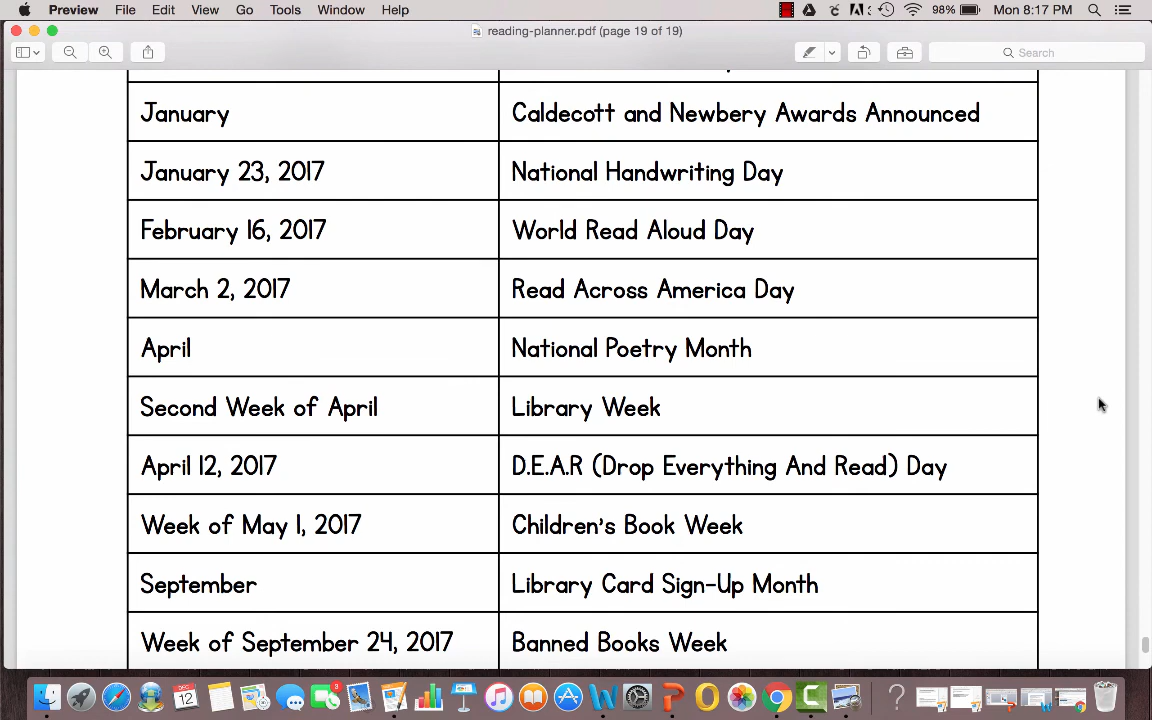 Preview File Edit View Go Tools Window Help 98% Mon 8:17 PM
reading-planner.pdf (page 19 of 19)
Search
January Caldecott and Newbery Awards Announced
January 23, 2017 National Handwriting Day
February 16, 2017 World Read Aloud Day
March 2, 2017 Read Across America Day
April National Poetry Month
Second Week of April Library Week
April 12, 2017 D.E.A.R (Drop Everything And Read) Day
Week of May 1, 2017 Children's Book Week
September Library Card Sign-Up Month
Week of September 24, 2017 Banned Books Week
DEC
12
3